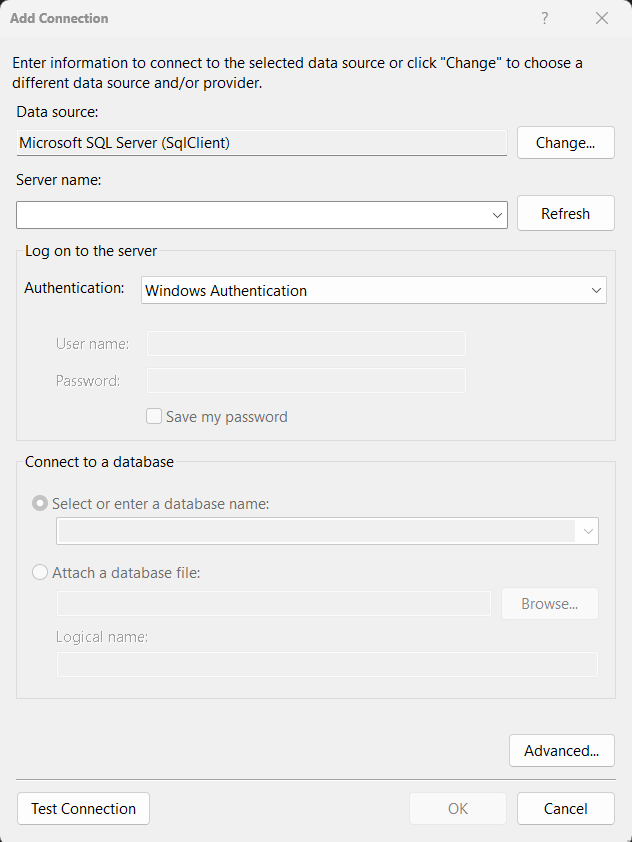 Add Connection
?
Enter information to connect to the selected data source or click "Change" to choose a
different data source and/or provider.
Data source:
Microsoft SQL Server (SqlClient)
Change...
Server name:
Refresh
Log on to the server
Authentication:
Windows Authentication
User name:
Password:
Save my password
Connect to a database
Select or enter a database name:
Attach a database file:
Browse...
Logical name:
Advanced...
Test Connection
OK
Cancel